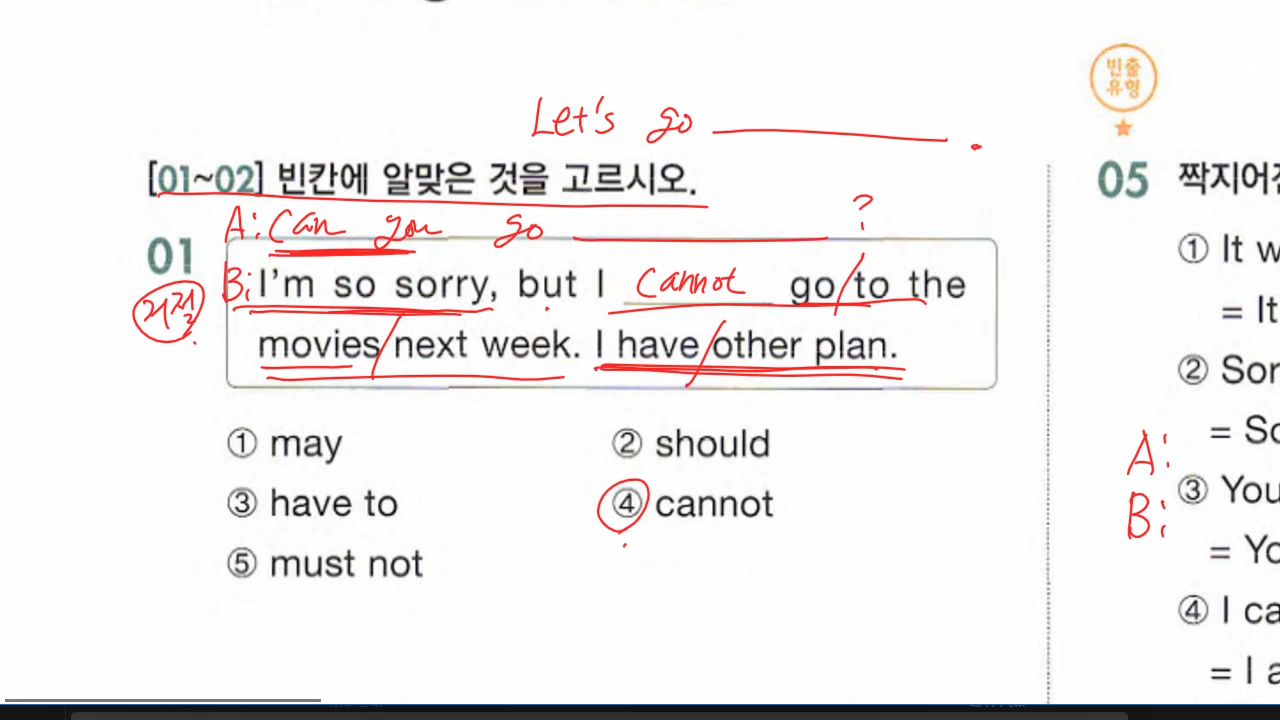 Let's go ________.
[01~02] 빈칸에 알맞은 것을 고르시오.
A: Can you go ________ ?
01
거절
B: I'm so sorry, but I cannot go / to the
movies / next week. I have / other plan.
① may
② should
③ have to
④ cannot
⑤ must not
빈출
유형
05 짝지어진
① It w
= It
② Sor
= So
A:
B:
③ You
= Yo
④ I ca
= I a